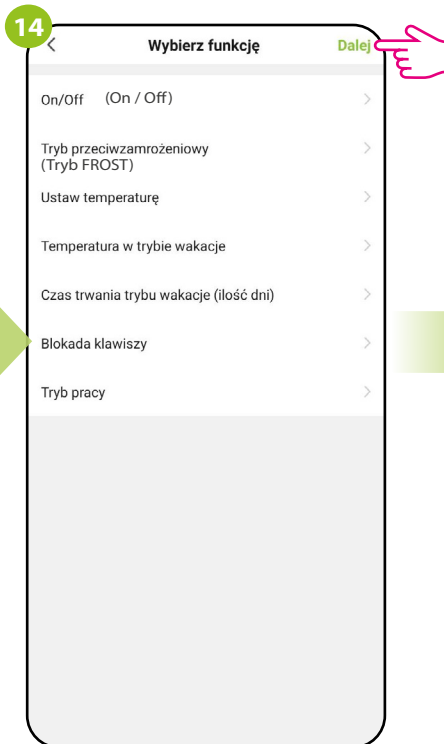 14
< Wybierz funkcję Dalej
On/Off (On / Off) >
Tryb przeciwzamrożeniowy >
(Tryb FROST)
Ustaw temperaturę >
Temperatura w trybie wakacje >
Czas trwania trybu wakacje (ilość dni) >
Blokada klawiszy >
Tryb pracy >